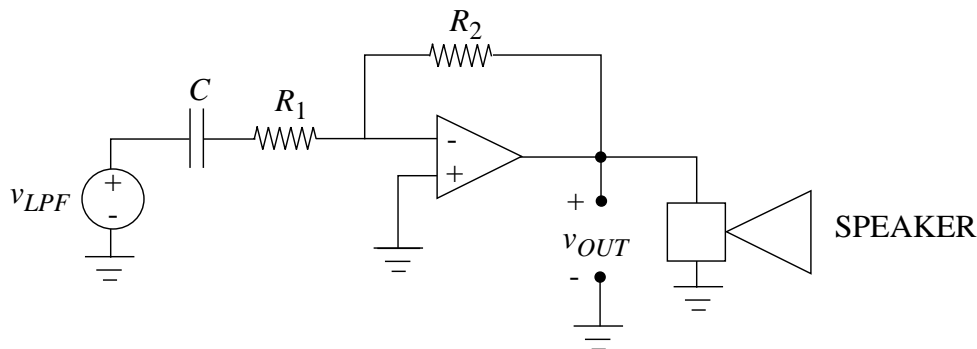 R2
C
R1
-
+
+
-
vLPF
+
vOUT
-
SPEAKER